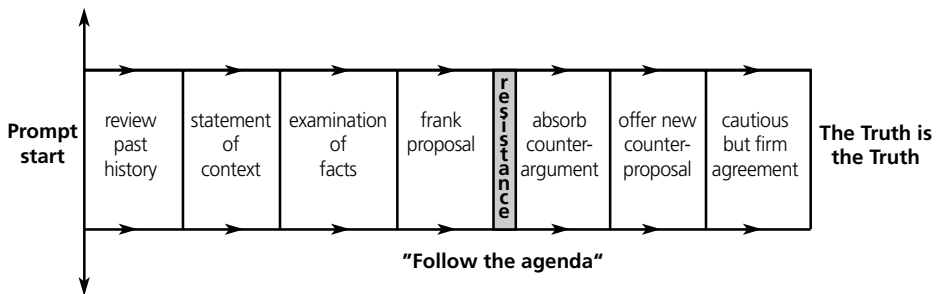 Prompt
start
review
past
history
statement
of
context
examination
of
facts
frank
proposal
resistance
absorb
counter-
argument
offer new
counter-
proposal
cautious
but firm
agreement
The Truth is
the Truth
"Follow the agenda“